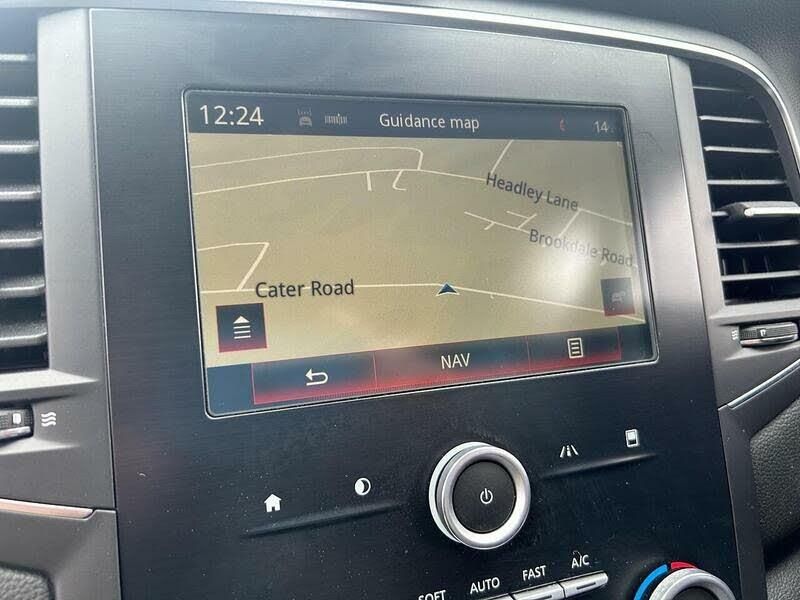 12:24
Guidance map
14
Headley Lane
Brookdale Road
Cater Road
NAV
SOFT
AUTO
FAST
A/C